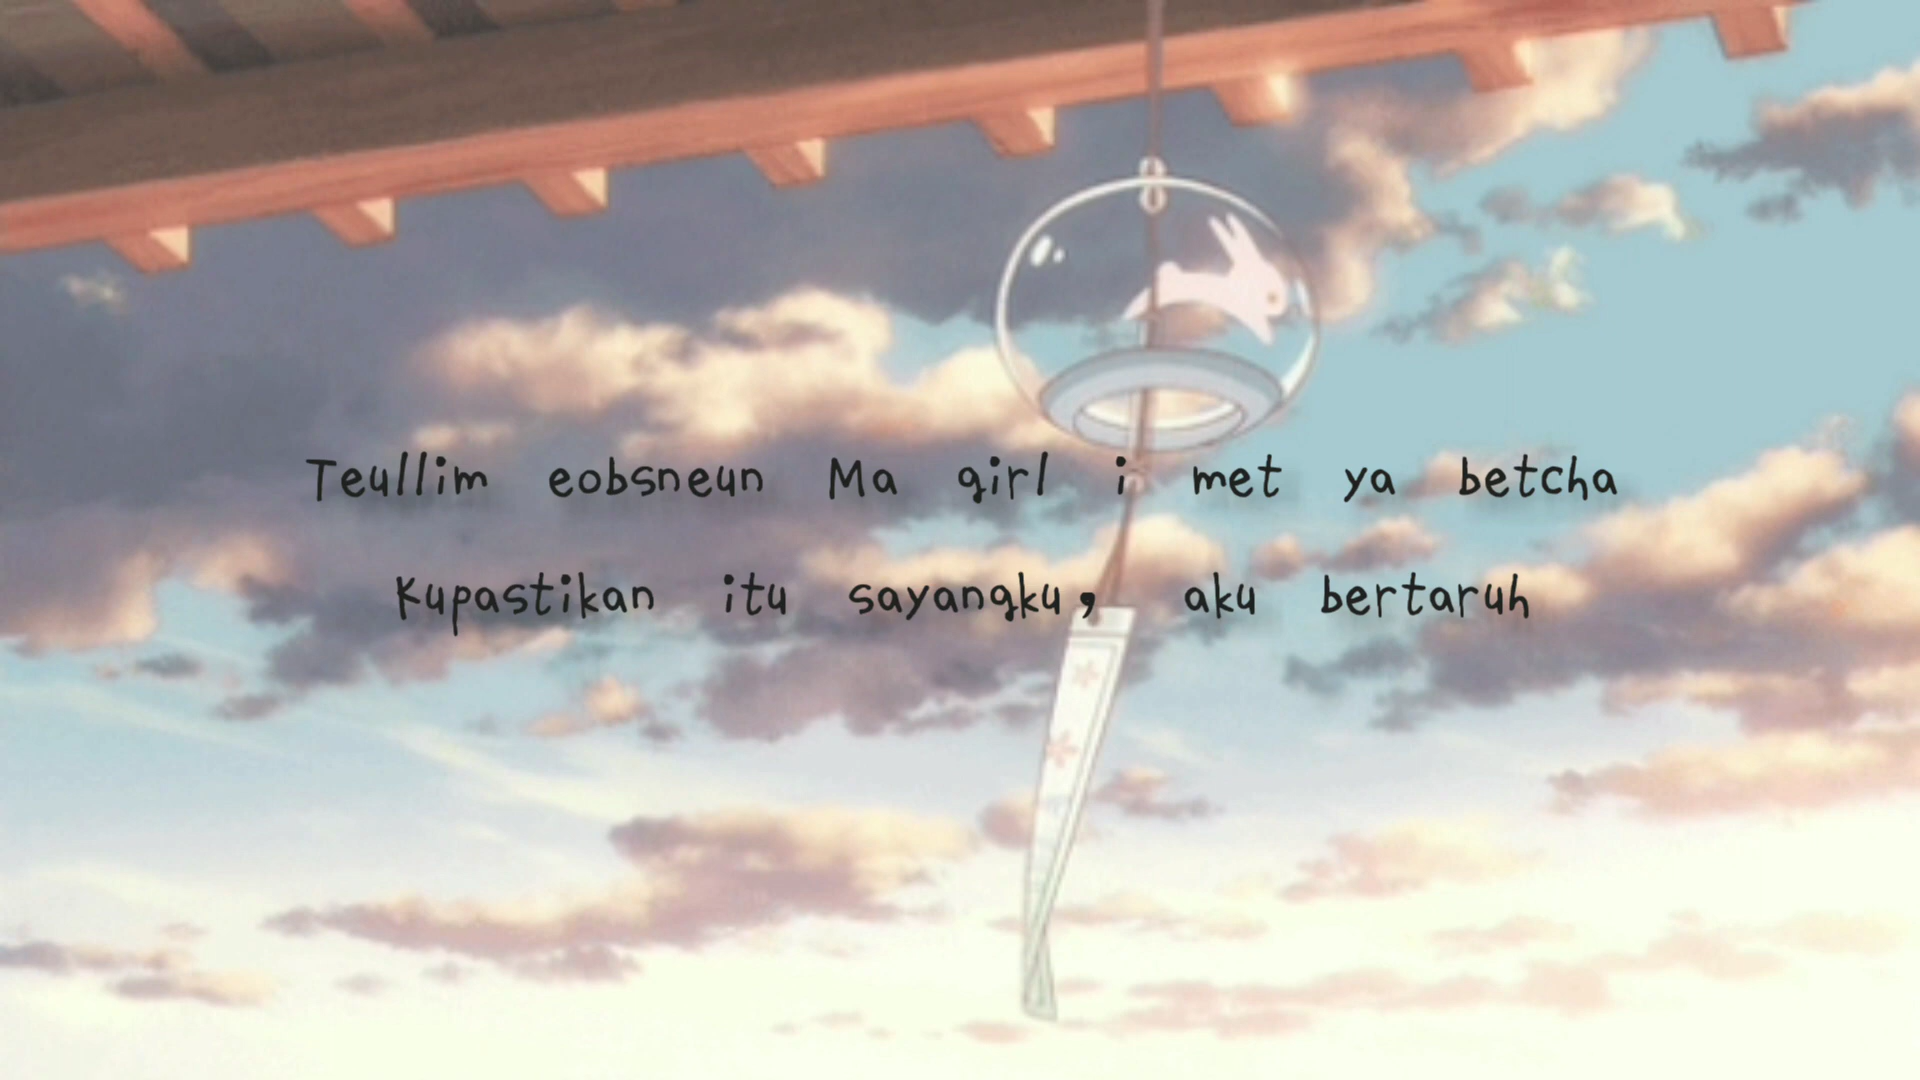 Teullim eobsneun Ma girl i met ya betcha
Kupastikan itu sayangku, aku bertaruh